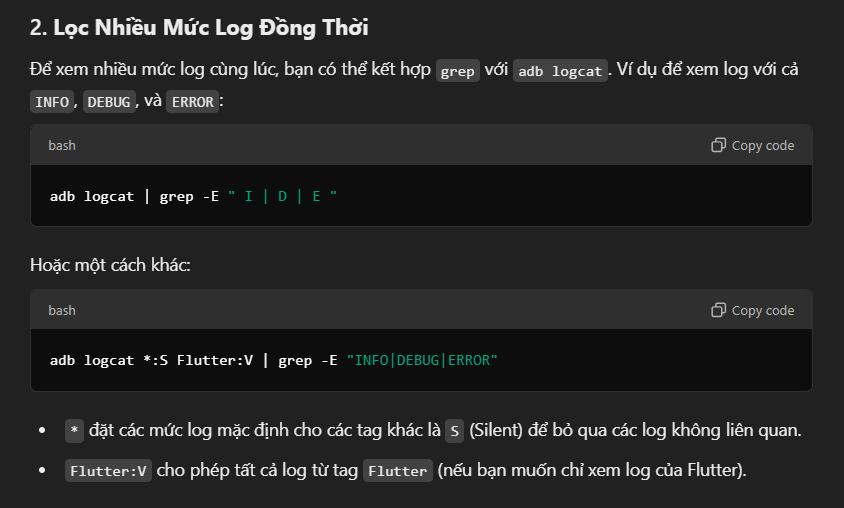 2. Lọc Nhiều Mức Log Đồng Thời
Để xem nhiều mức log cùng lúc, bạn có thể kết hợp grep với adb logcat. Ví dụ để xem log với cả
INFO, DEBUG, và ERROR:
bash
Copy code
adb logcat | grep -E " I | D | E "
Hoặc một cách khác:
bash
Copy code
adb logcat *:S Flutter:V | grep -E "INFO|DEBUG|ERROR"
• * đặt các mức log mặc định cho các tag khác là S (Silent) để bỏ qua các log không liên quan.
• Flutter:V cho phép tất cả log từ tag Flutter (nếu bạn muốn chỉ xem log của Flutter).